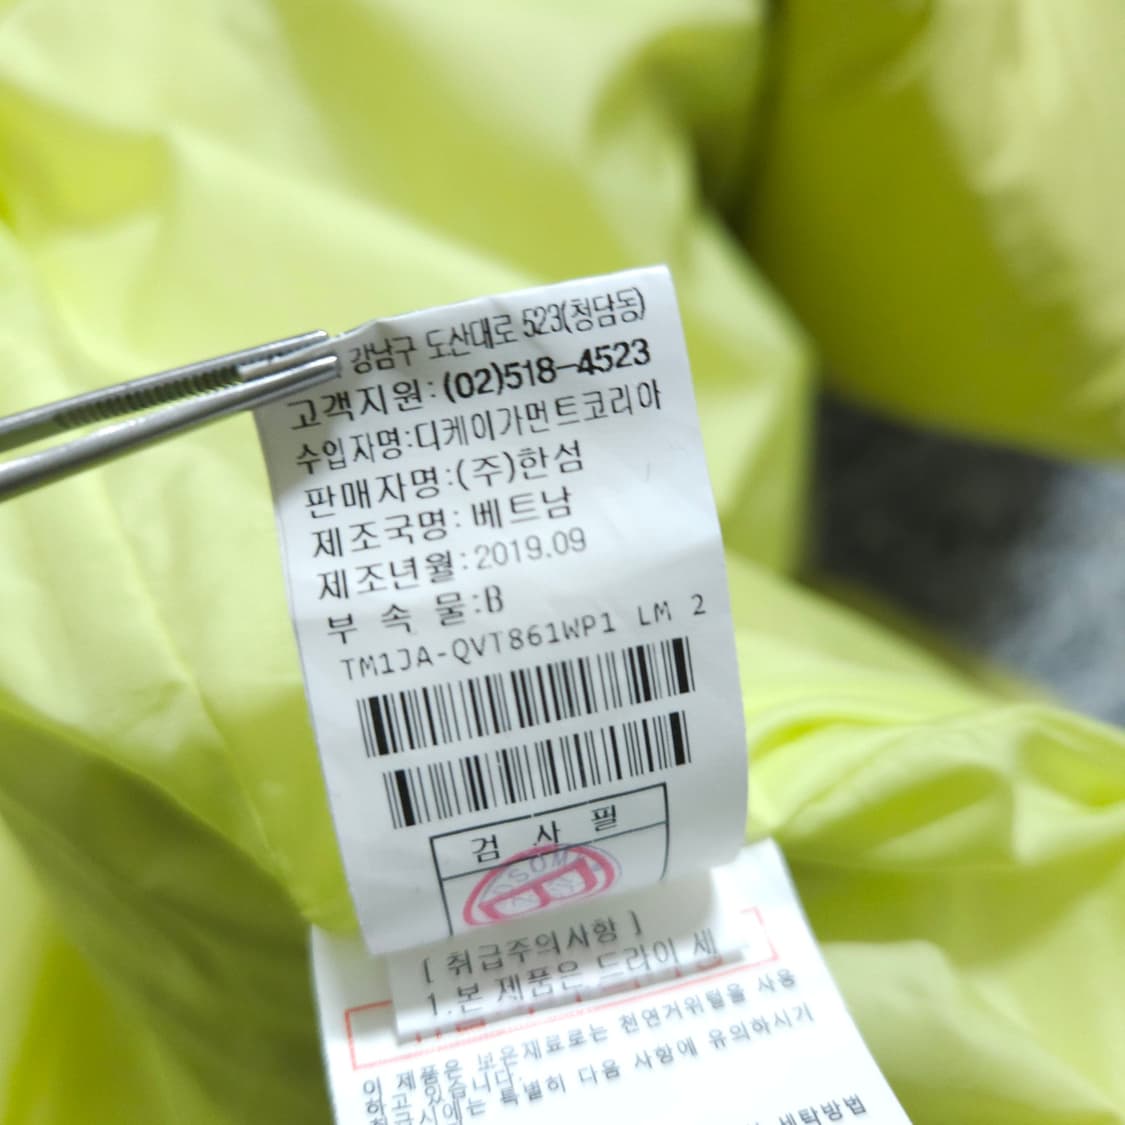 강남구 도산대로 523(청담동)
고객지원: (02)518-4523
수입자명:디케이가먼트코리아
판매자명:(주)한섬
제조국명: 베트남
제조년월:2019.09
부 속 물:B
TM1JA-QVT861WP1 LM 2
검 사 필
[ 취급주의사항 ]
1.본 제품은 드라이 세
이 제품은 보온재료로는 천연거위털을 사용
하고 있습니다.
취급시에는 특별히 다음 사항에 유의하시기
세탁방법